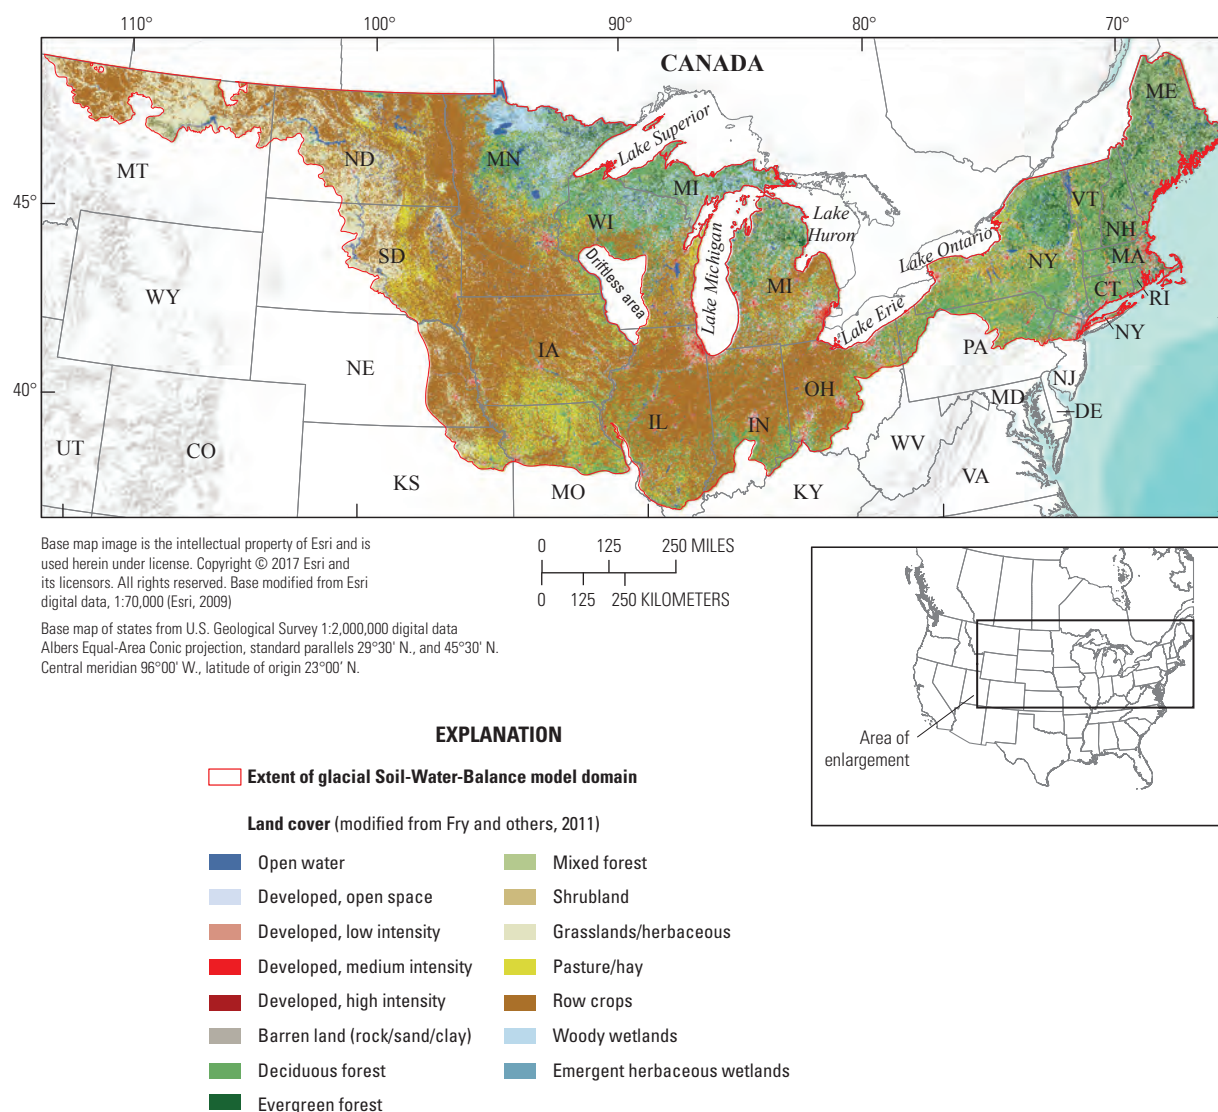 110°
100°
90°
80°
70°
CANADA
ME
Lake Superior
ND
MN
MT
MI
VT
45°
WI
Lake
Huron
NH
Lake Ontario
MA
SD
Driftless area
Lake Michigan
NY
WY
MI
CT
RI
Lake Erie
NY
IA
PA
NE
40°
OH
NJ
MD
DE
IL
IN
UT
CO
WV
VA
KS
MO
KY
Base map image is the intellectual property of Esri and is
used herein under license. Copyright © 2017 Esri and
its licensors. All rights reserved. Base modified from Esri
digital data, 1:70,000 (Esri, 2009)
Base map of states from U.S. Geological Survey 1:2,000,000 digital data
Albers Equal-Area Conic projection, standard parallels 29°30' N., and 45°30' N.
Central meridian 96°00' W., latitude of origin 23°00' N.
0 125 250 MILES
0 125 250 KILOMETERS
Area of
enlargement
EXPLANATION
Extent of glacial Soil-Water-Balance model domain
Land cover (modified from Fry and others, 2011)
Open water
Developed, open space
Developed, low intensity
Developed, medium intensity
Developed, high intensity
Barren land (rock/sand/clay)
Deciduous forest
Evergreen forest
Mixed forest
Shrubland
Grasslands/herbaceous
Pasture/hay
Row crops
Woody wetlands
Emergent herbaceous wetlands